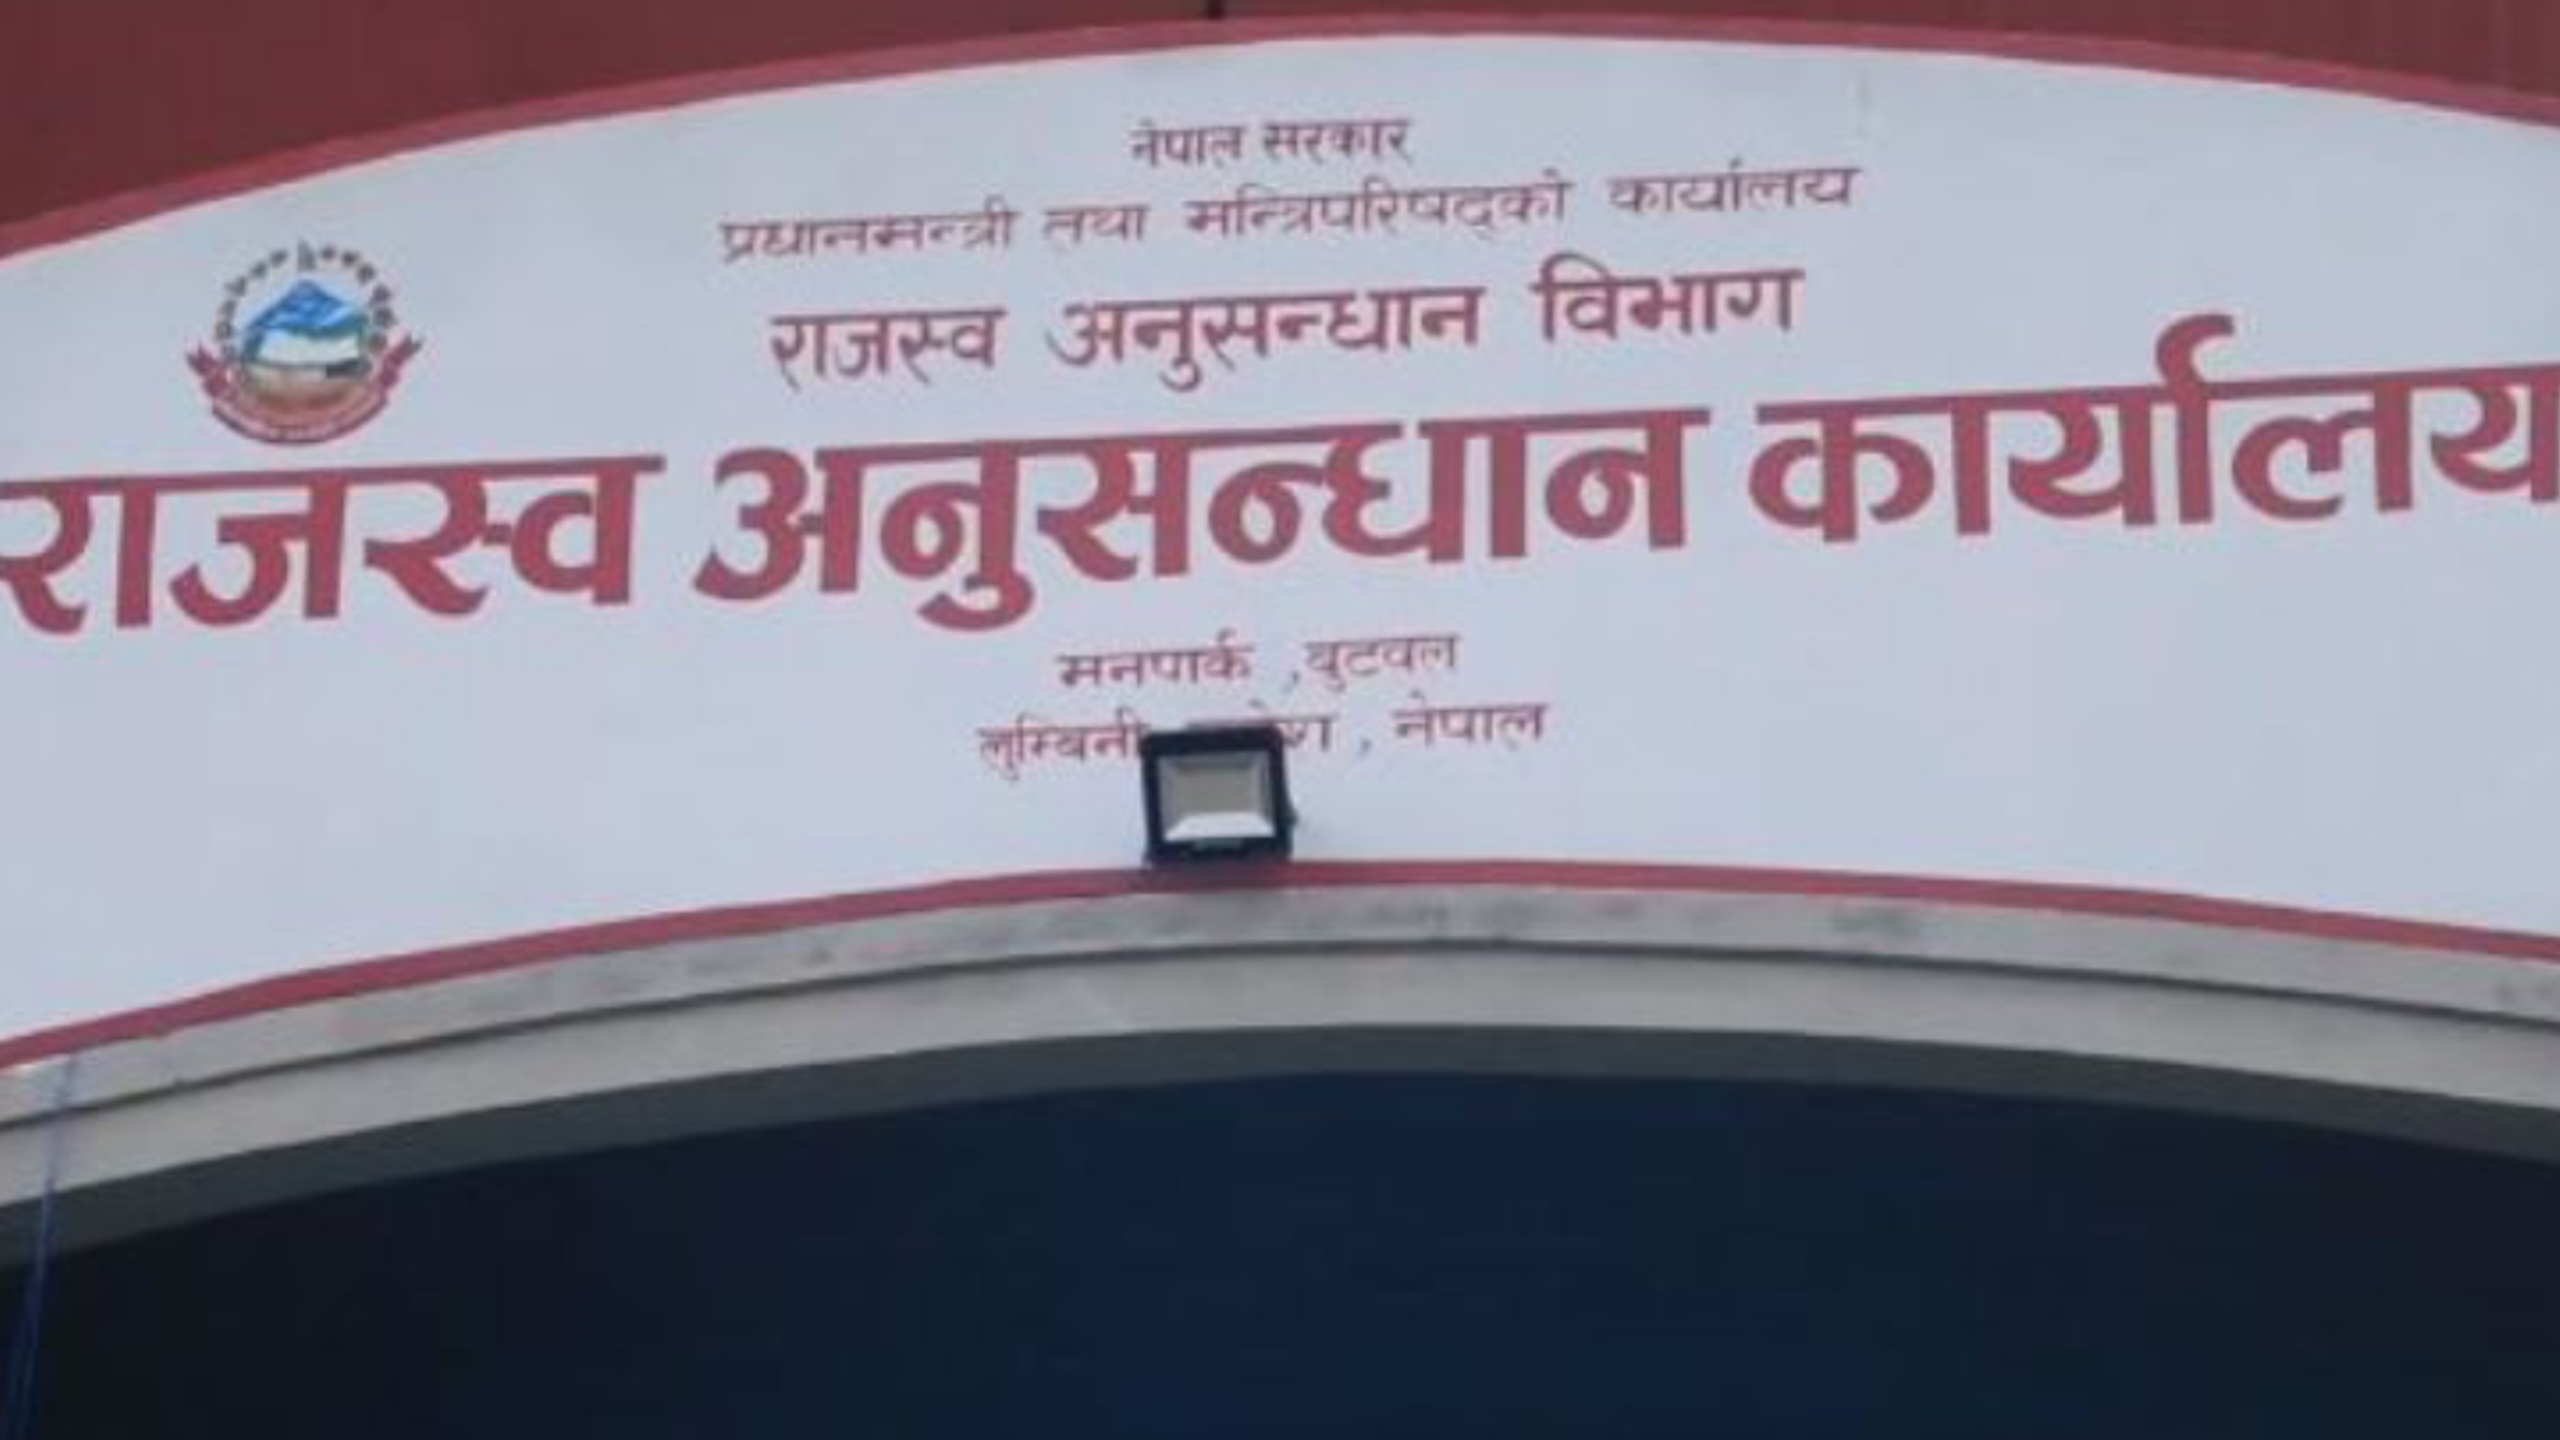 नेपाल सरकार
प्रधानमन्त्री तथा मन्त्रिपरिषद्को कार्यालय
राजस्व अनुसन्धान विभाग
राजस्व अनुसन्धान कार्यालय
मनपार्क ,बुटवल
लुम्बिनी , नेपाल